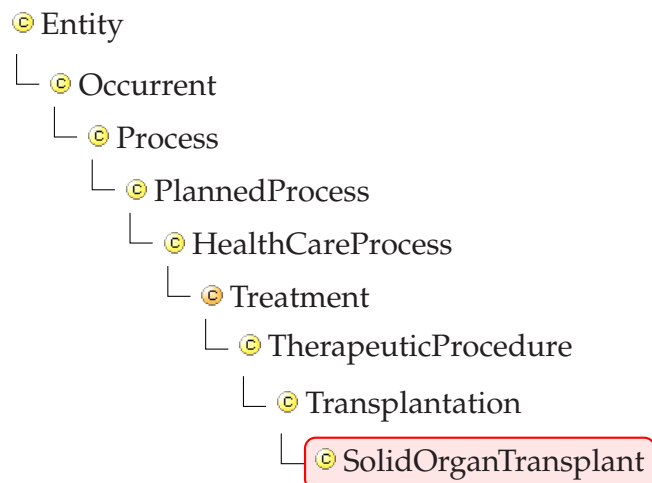 Entity
Occurrent
Process
PlannedProcess
HealthCareProcess
Treatment
TherapeuticProcedure
Transplantation
SolidOrganTransplant